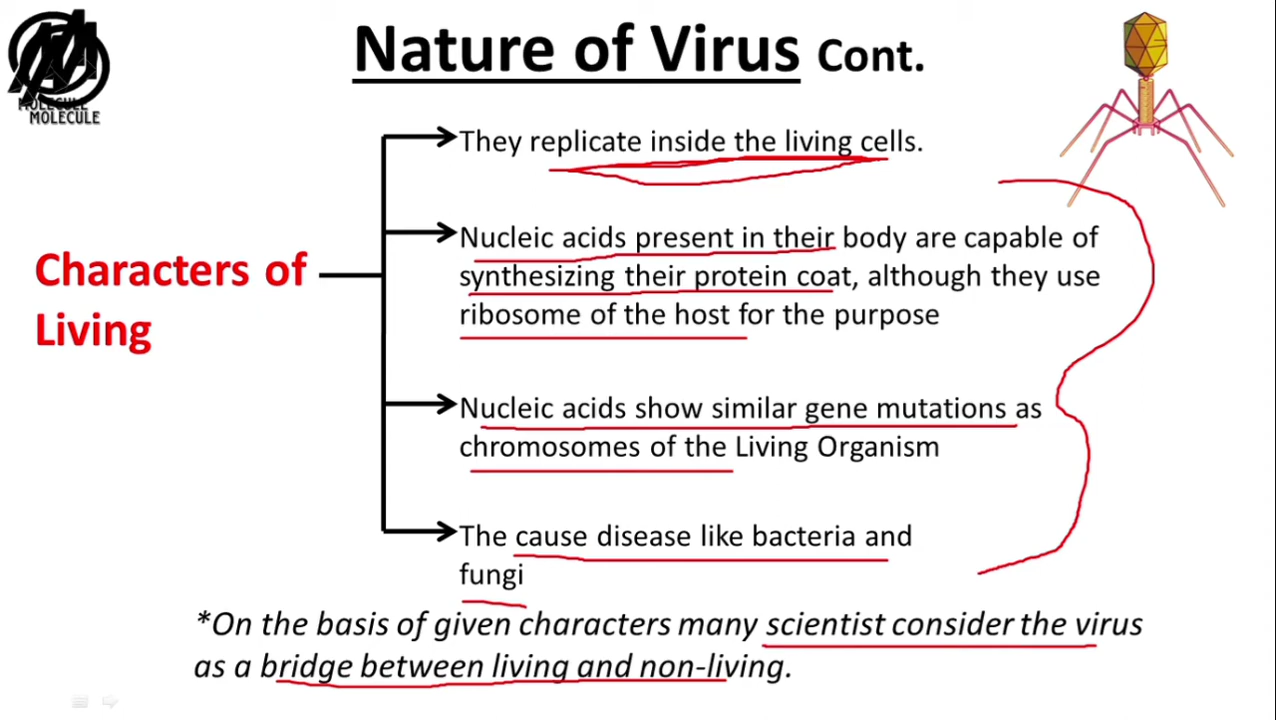 Nature of Virus Cont.
MOLECULE
MOLECULE
They replicate inside the living cells.
Nucleic acids present in their body are capable of
synthesizing their protein coat, although they use
ribosome of the host for the purpose
Characters of
Living
Nucleic acids show similar gene mutations as
chromosomes of the Living Organism
The cause disease like bacteria and
fungi
*On the basis of given characters many scientist consider the virus
as a bridge between living and non-living.